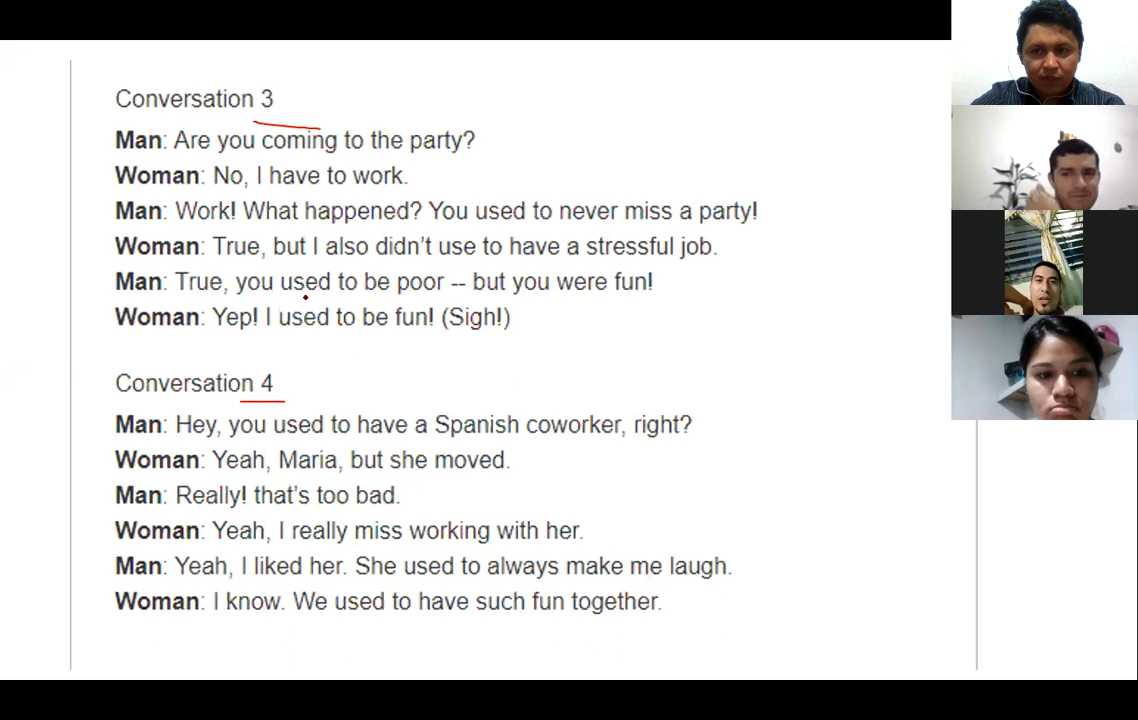 Conversation 3
Man: Are you coming to the party?
Woman: No, I have to work.
Man: Work! What happened? You used to never miss a party!
Woman: True, but I also didn't use to have a stressful job.
Man: True, you used to be poor -- but you were fun!
Woman: Yep! I used to be fun! (Sigh!)
Conversation 4
Man: Hey, you used to have a Spanish coworker, right?
Woman: Yeah, Maria, but she moved.
Man: Really! that's too bad.
Woman: Yeah, I really miss working with her.
Man: Yeah, I liked her. She used to always make me laugh.
Woman: I know. We used to have such fun together.